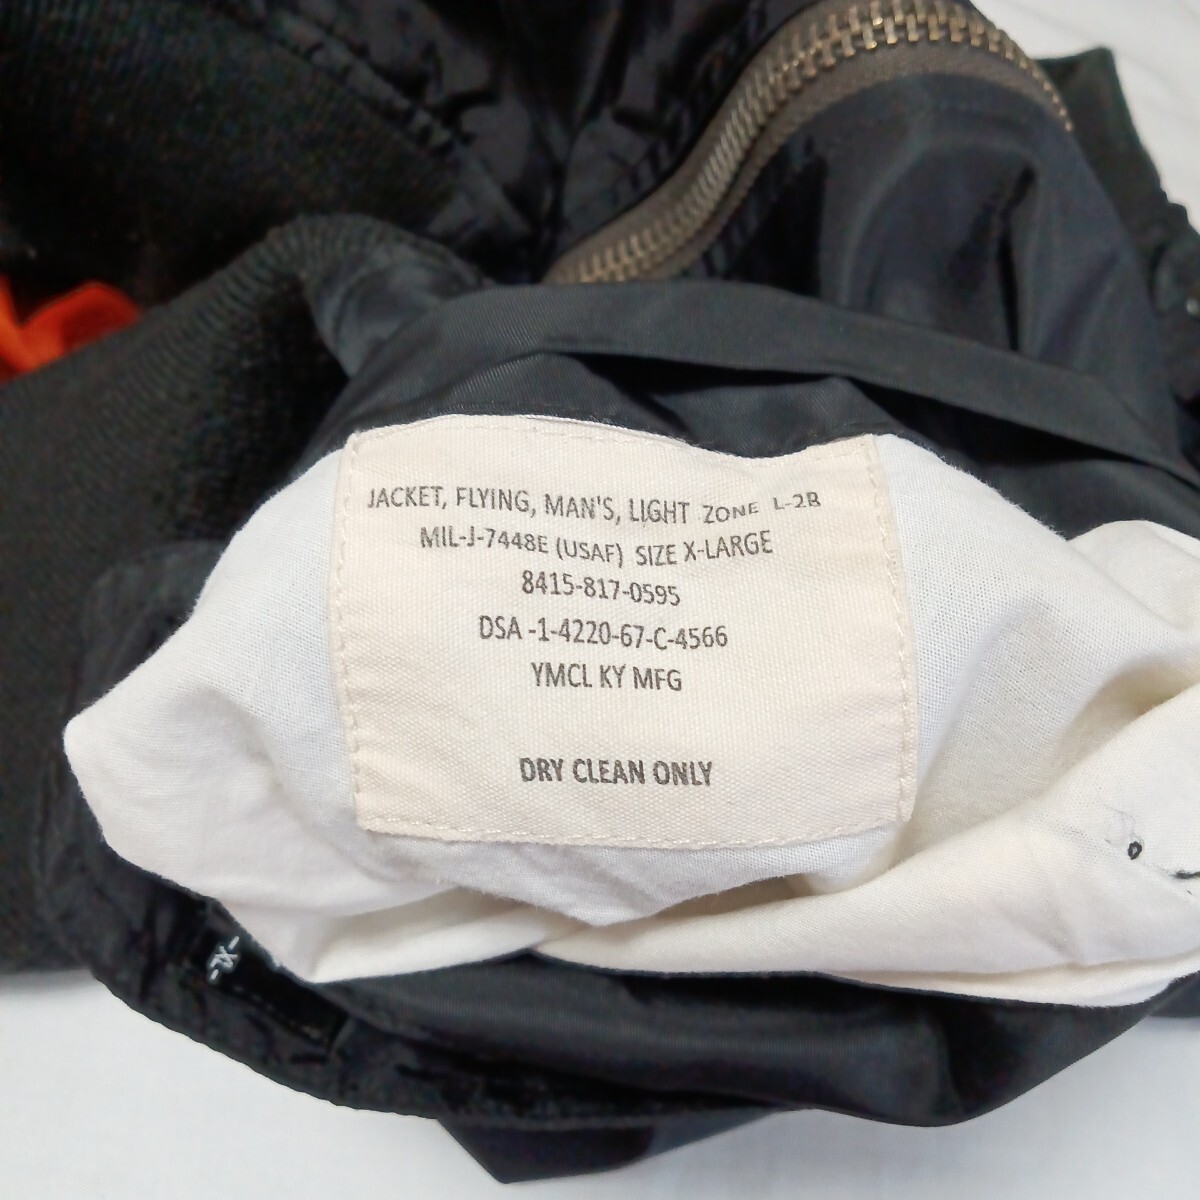 JACKET, FLYING, MAN'S, LIGHT ZONE L-2B
MIL-J-7448E (USAF) SIZE X-LARGE
8415-817-0595
DSA -1-4220-67-C-4566
YMCL KY MFG
DRY CLEAN ONLY
-XL-